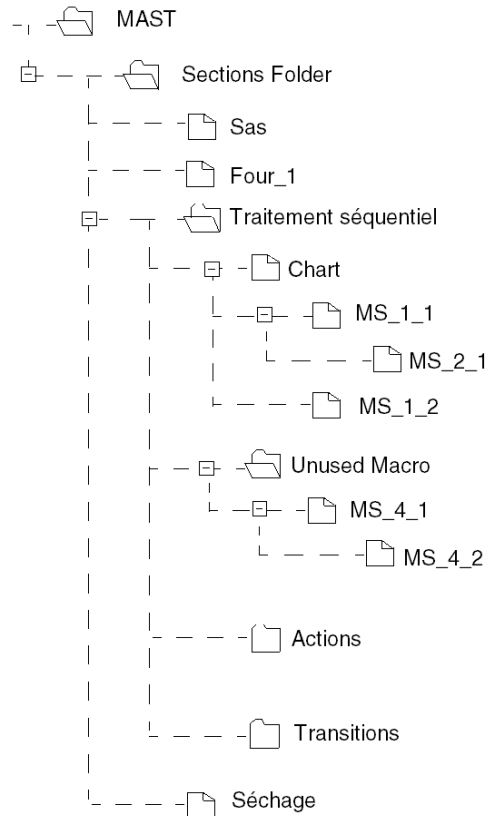 MAST
Sections Folder
Sas
Four_1
Traitement séquentiel
Chart
MS_1_1
MS_2_1
MS_1_2
Unused Macro
MS_4_1
MS_4_2
Actions
Transitions
Séchage